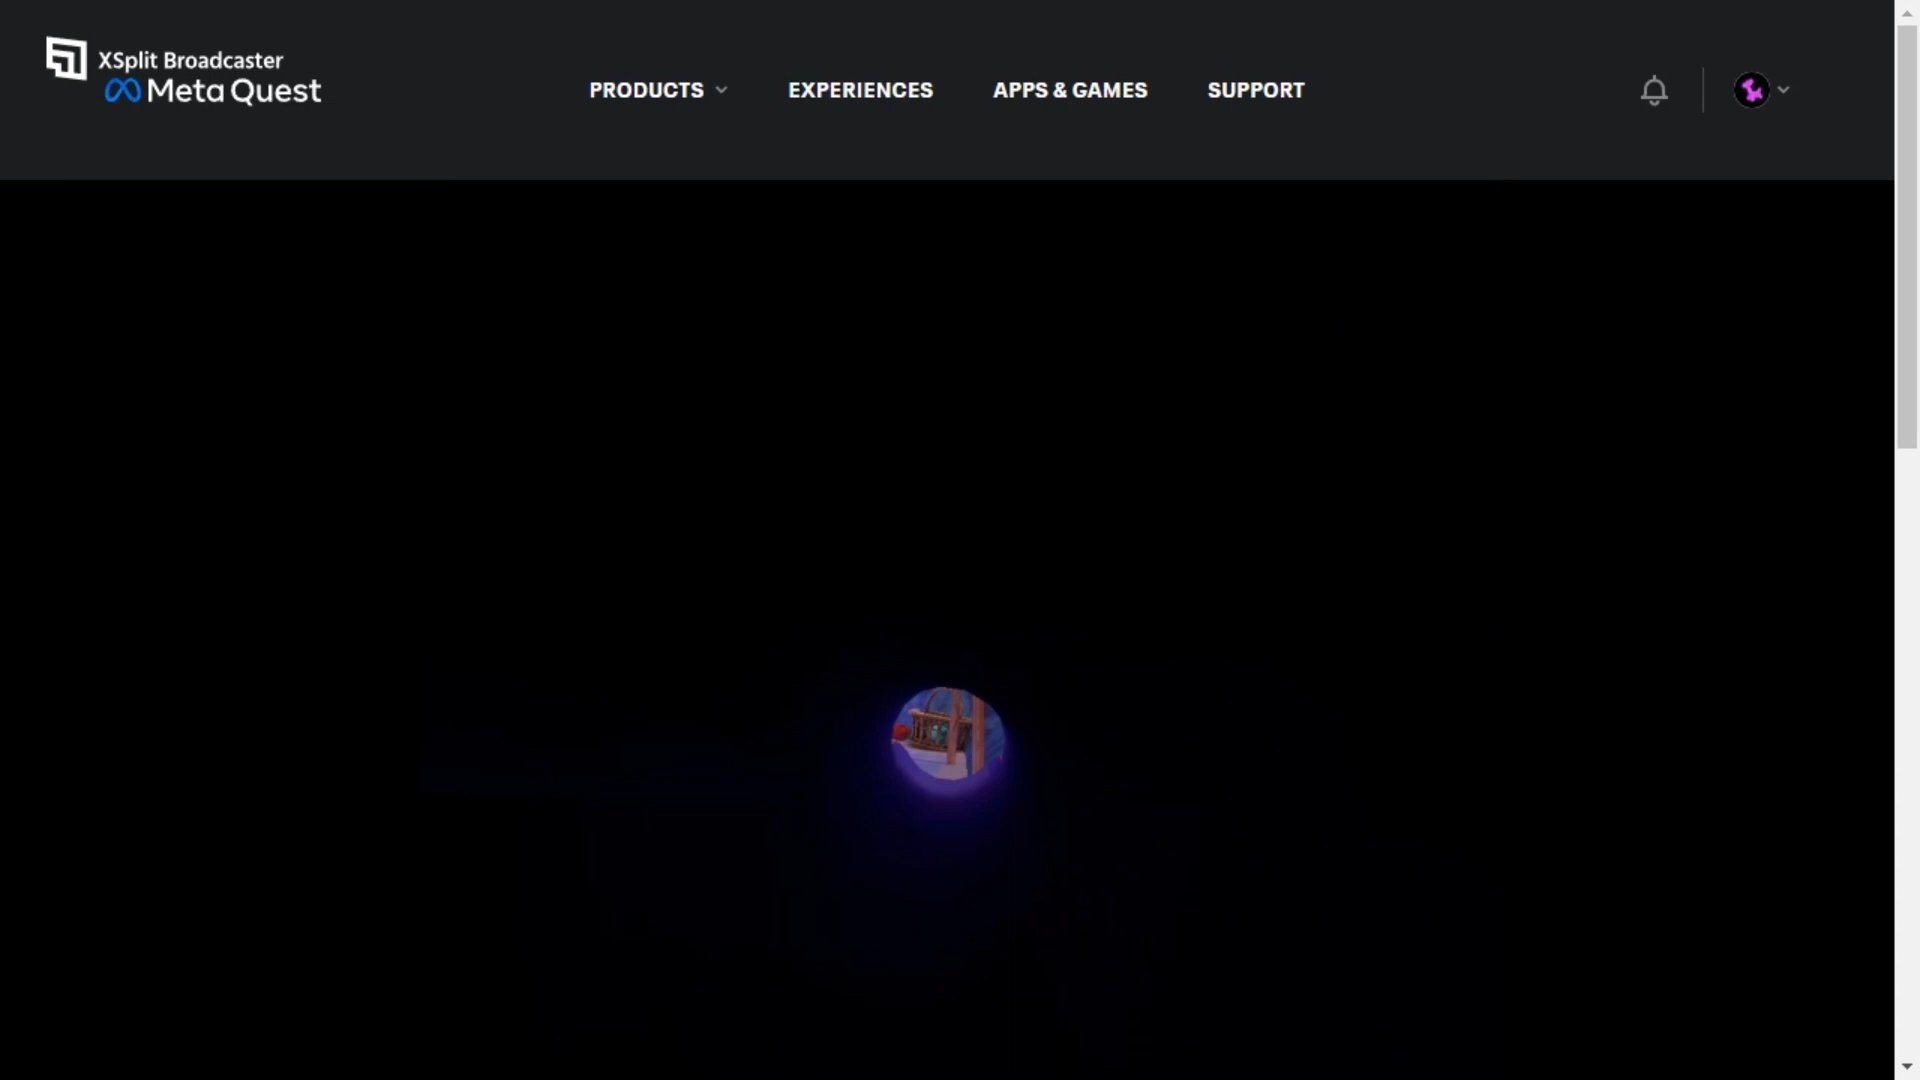 XSplit Broadcaster
Meta Quest
PRODUCTS
EXPERIENCES
APPS & GAMES
SUPPORT